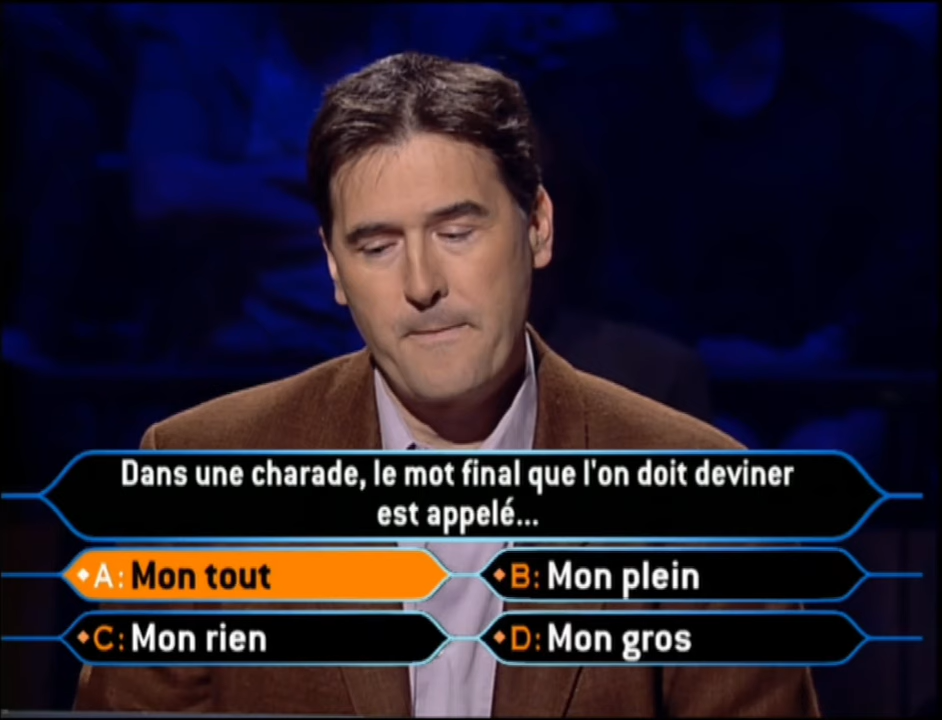 Dans une charade, le mot final que l'on doit deviner
est appelé...
A: Mon tout
B: Mon plein
C: Mon rien
D: Mon gros